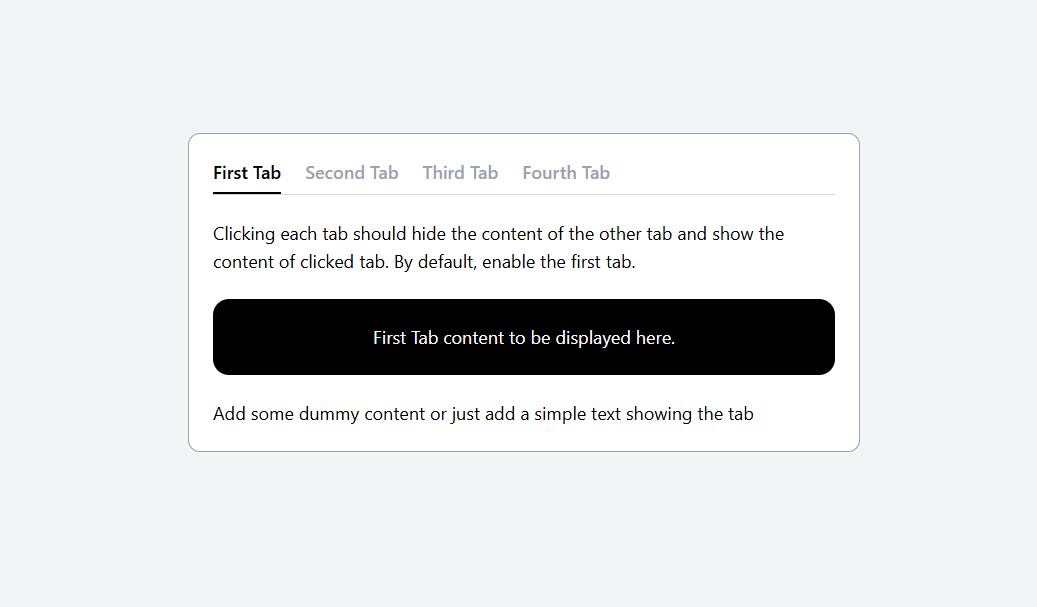 First Tab Second Tab Third Tab Fourth Tab
Clicking each tab should hide the content of the other tab and show the
content of clicked tab. By default, enable the first tab.
First Tab content to be displayed here.
Add some dummy content or just add a simple text showing the tab